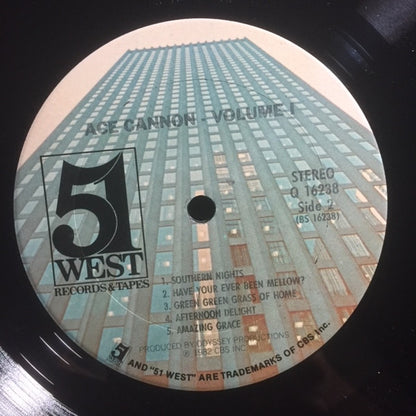 ACE CANNON - VOLUME I
STEREO
Q 16238
Side 2
(BS 16238)
51
WEST
RECORDS & TAPES
1. SOUTHERN NIGHTS
2. HAVE YOUR EVER BEEN MELLOW?
3. GREEN GREEN GRASS OF HOME
4. AFTERNOON DELIGHT
5. AMAZING GRACE
PRODUCED BY ODYSSEY PRODUCTIONS
℗ 1982 CBS INC.
51 AND "51 WEST" ARE TRADEMARKS OF CBS Inc.